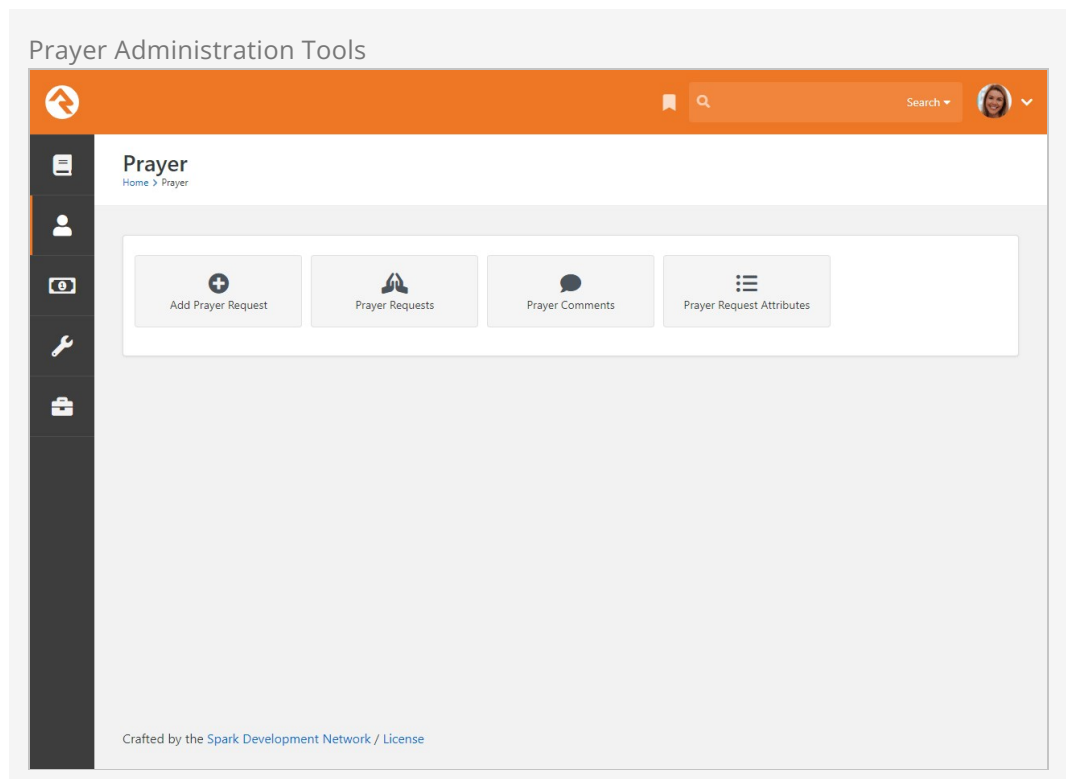 Prayer Administration Tools
Search
Prayer
Home > Prayer
Add Prayer Request
Prayer Requests
Prayer Comments
Prayer Request Attributes
Crafted by the Spark Development Network / License